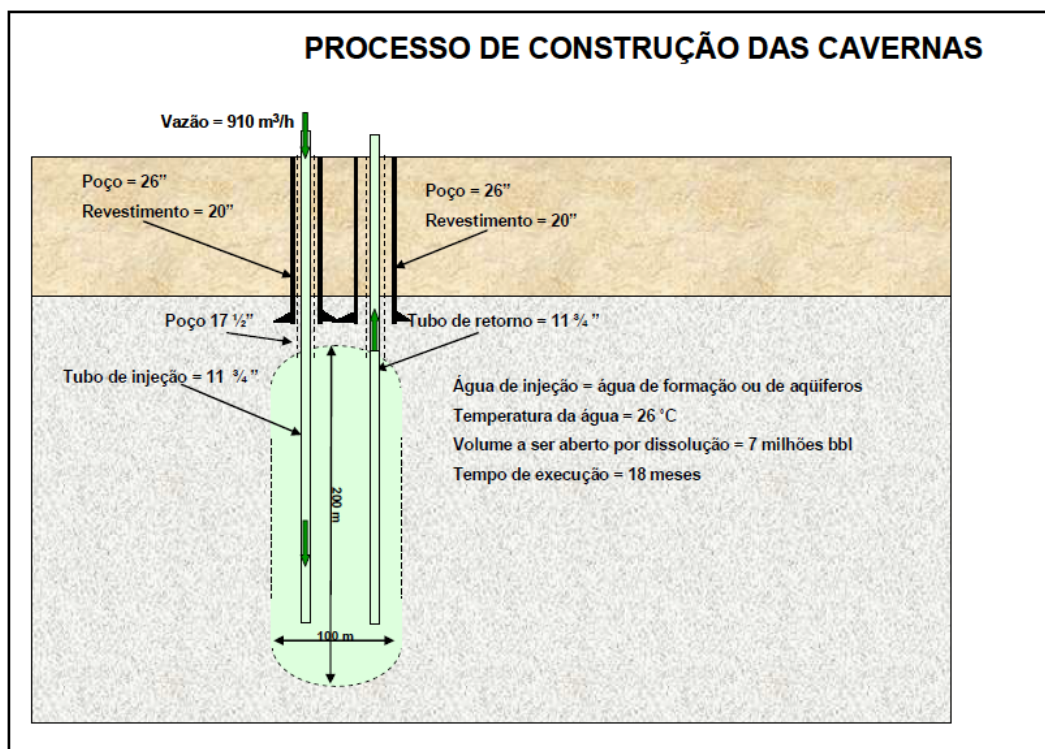 PROCESSO DE CONSTRUÇÃO DAS CAVERNAS
Vazão = 910 m³/h
Poço = 26”
Revestimento = 20”
Poço = 26”
Revestimento = 20”
Poço 17 ½”
Tubo de retorno = 11 ¾ ”
Tubo de injeção = 11 ¾ ”
Água de injeção = água de formação ou de aqüíferos
Temperatura da água = 26 ˚C
Volume a ser aberto por dissolução = 7 milhões bbl
Tempo de execução = 18 meses
200 m
100 m